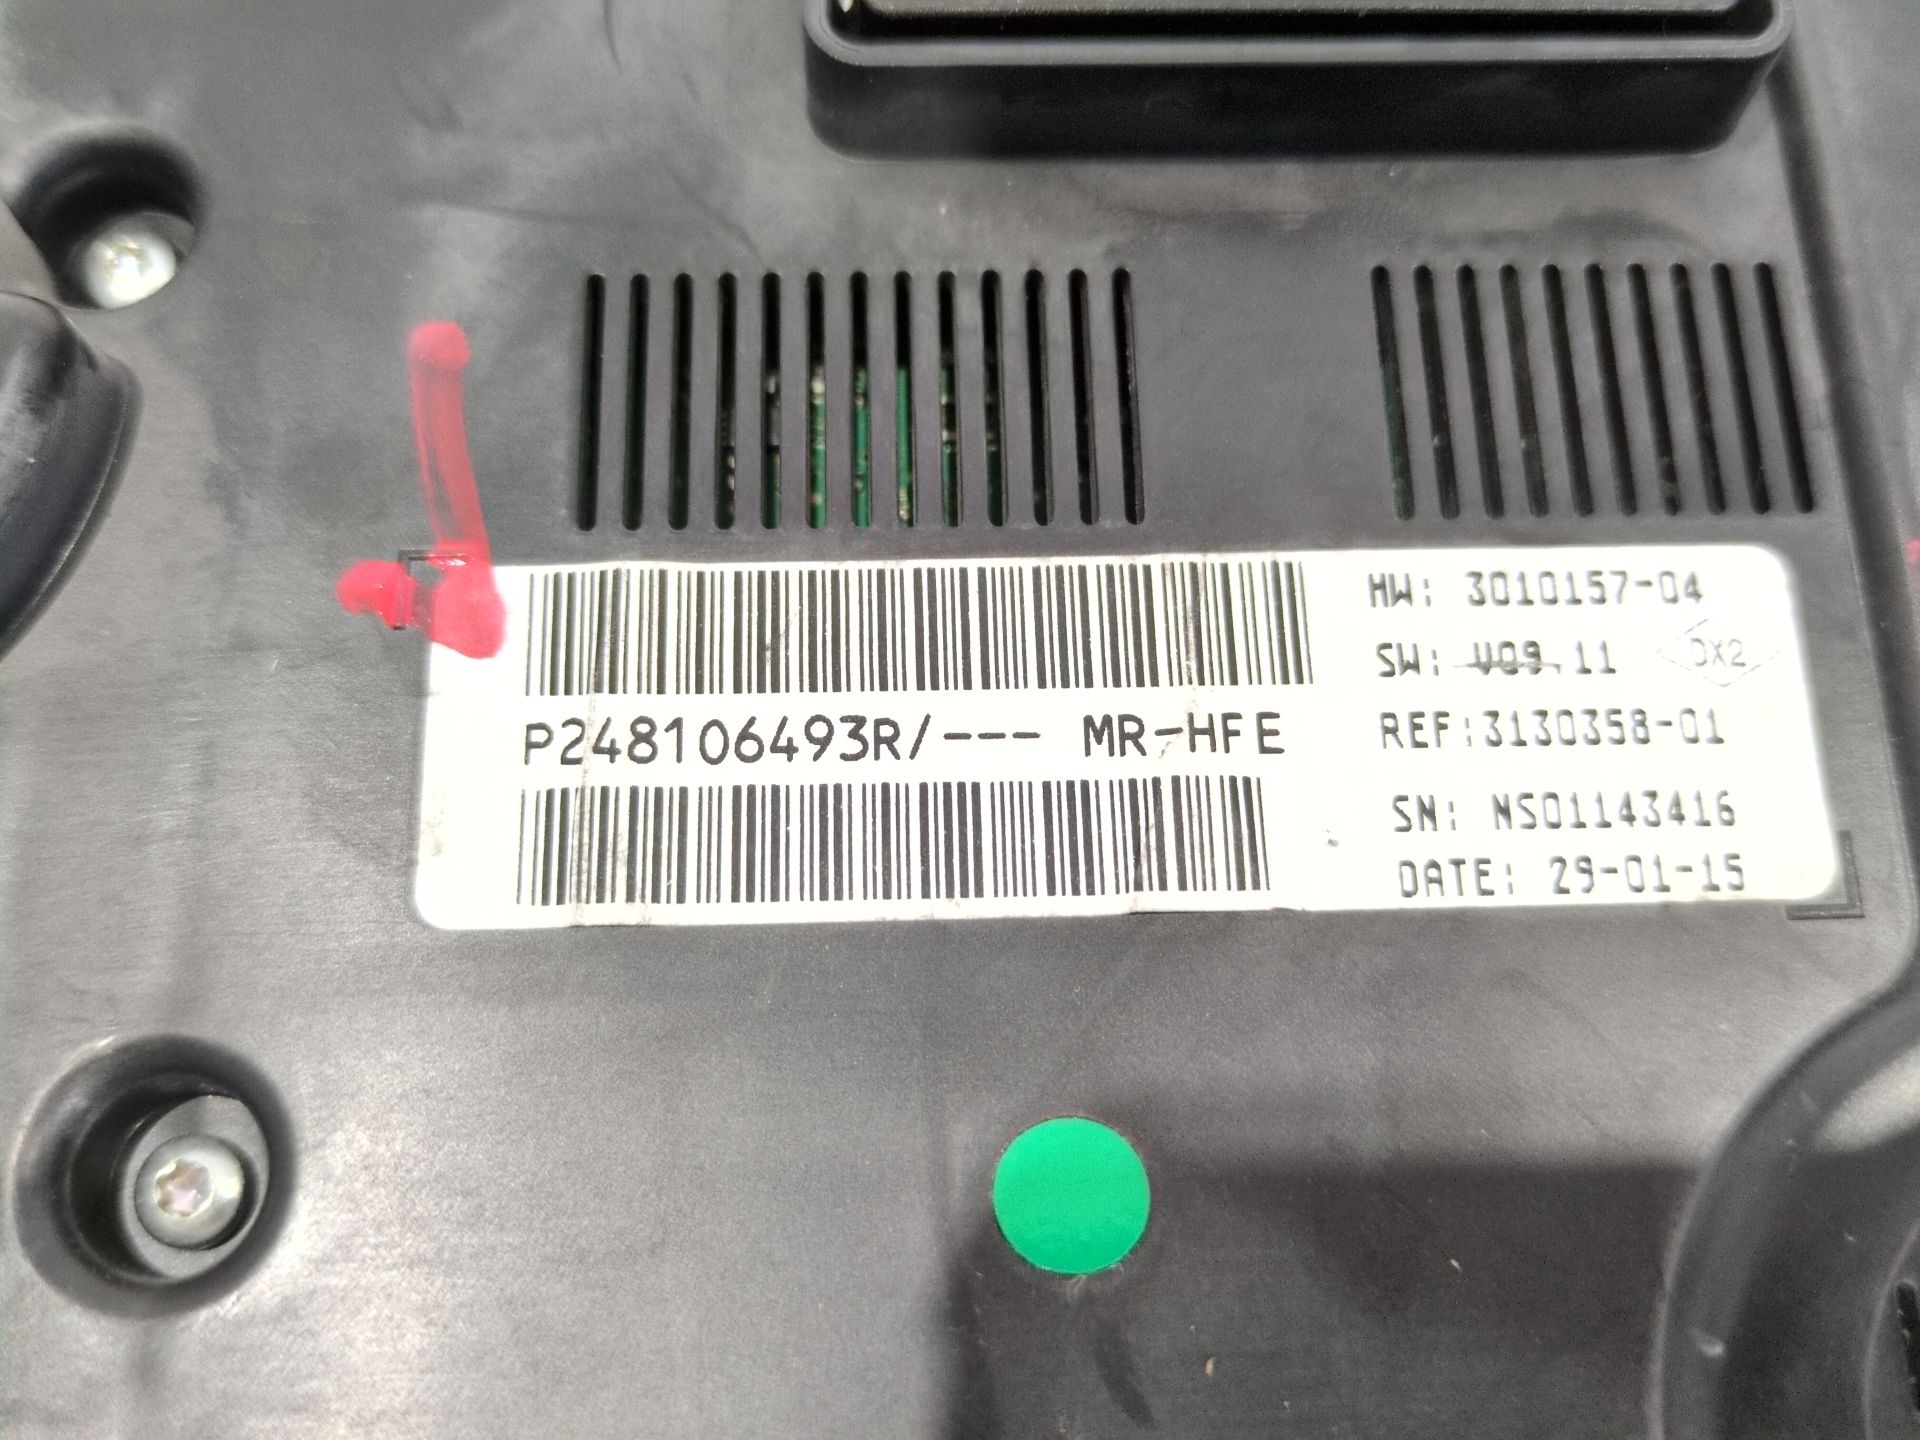 HW: 3010157-04
SW: V09.11
DX2
P248106493R/--- MR-HFE
REF:3130358-01
SN: NS01143416
DATE: 29-01-15